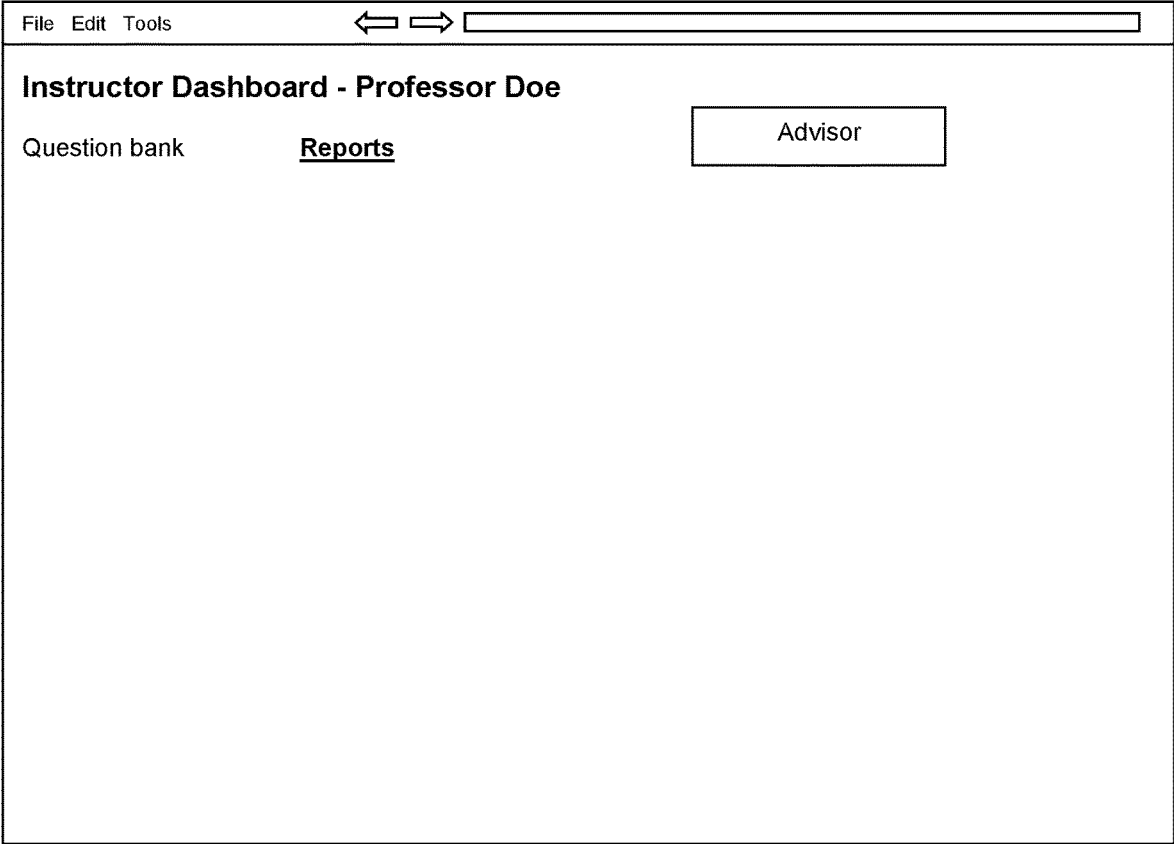 File Edit Tools
Instructor Dashboard - Professor Doe
Advisor
Question bank Reports